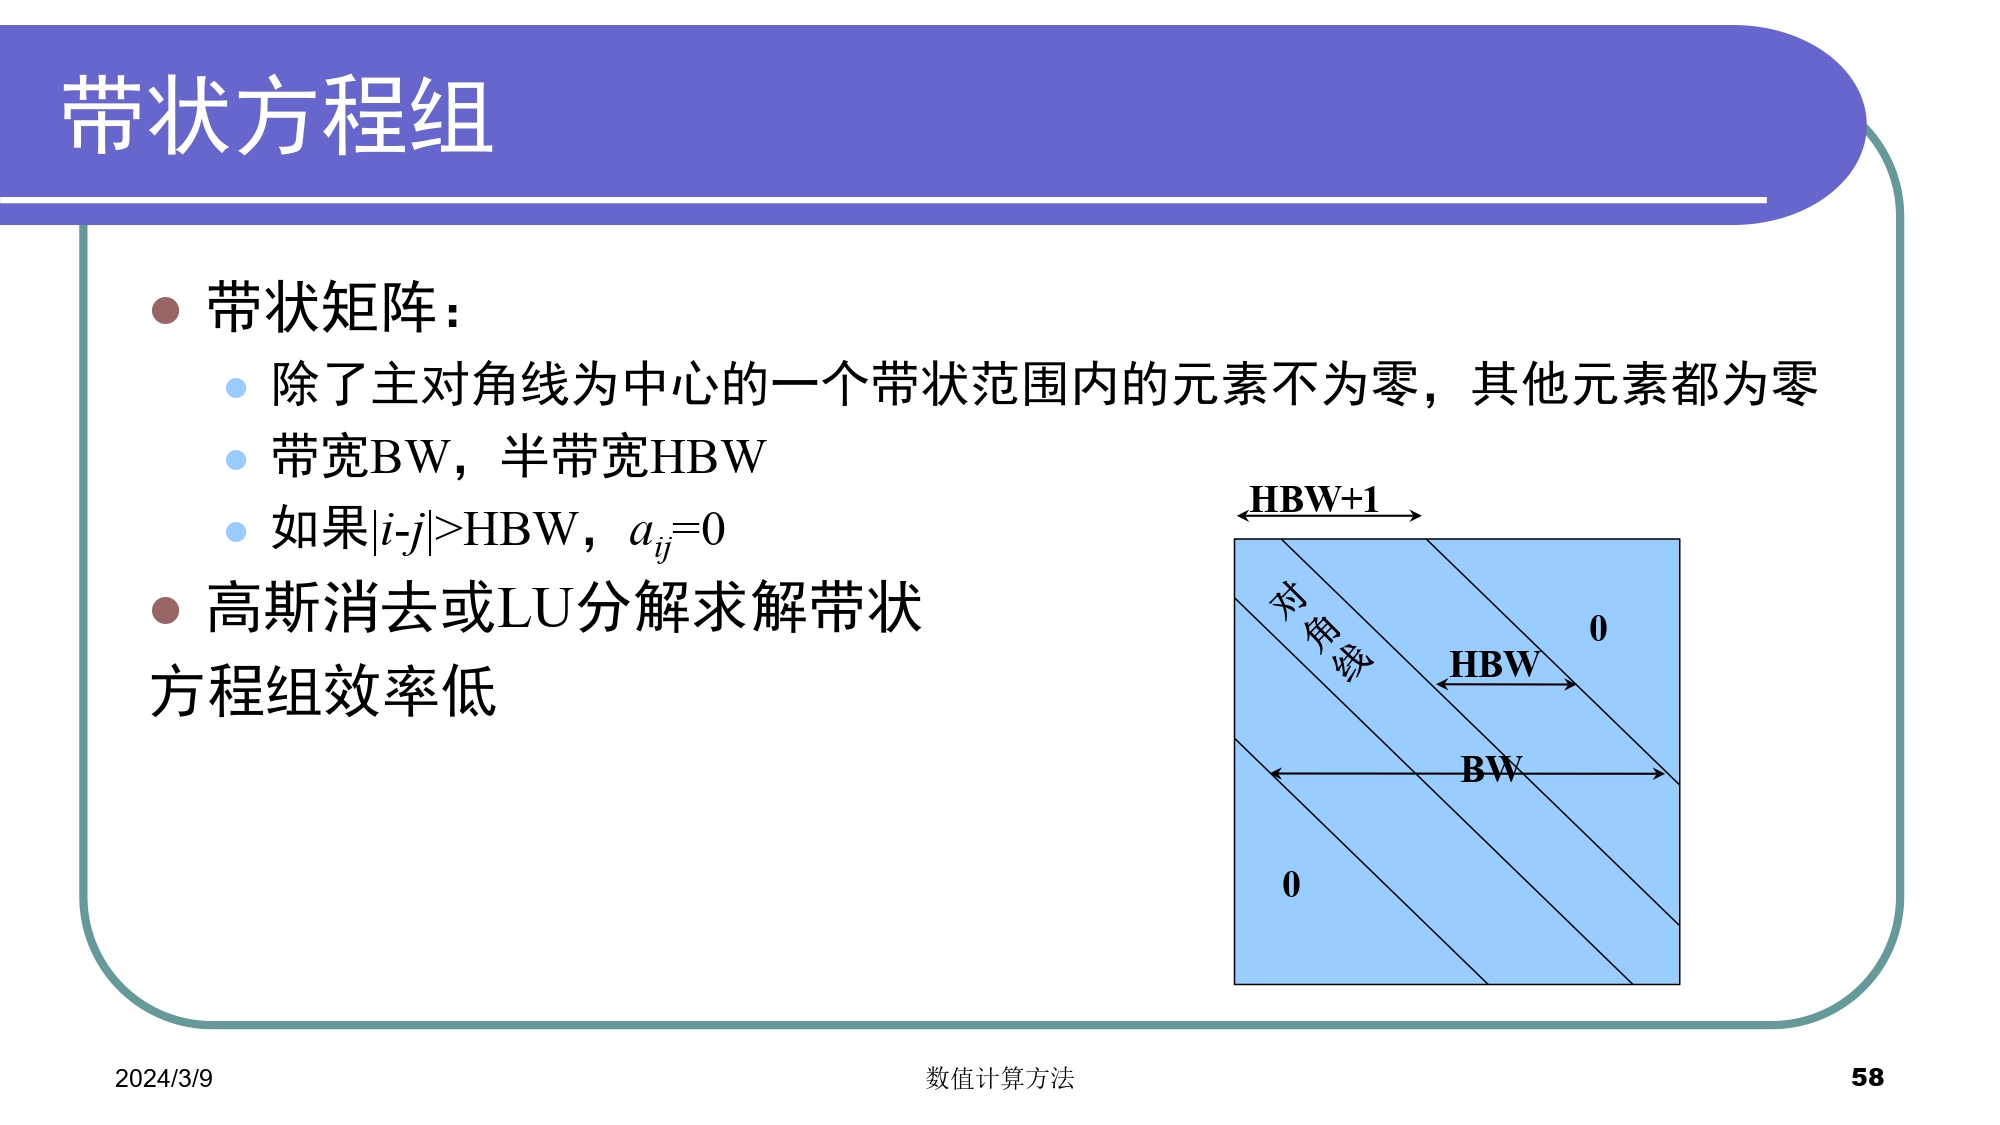 带状方程组
带状矩阵：
除了主对角线为中心的一个带状范围内的元素不为零，其他元素都为零
带宽BW，半带宽HBW
如果|i-j|>HBW，aij=0
高斯消去或LU分解求解带状
方程组效率低
HBW+1
对
角
线
0
HBW
BW
0
2024/3/9
数值计算方法
58